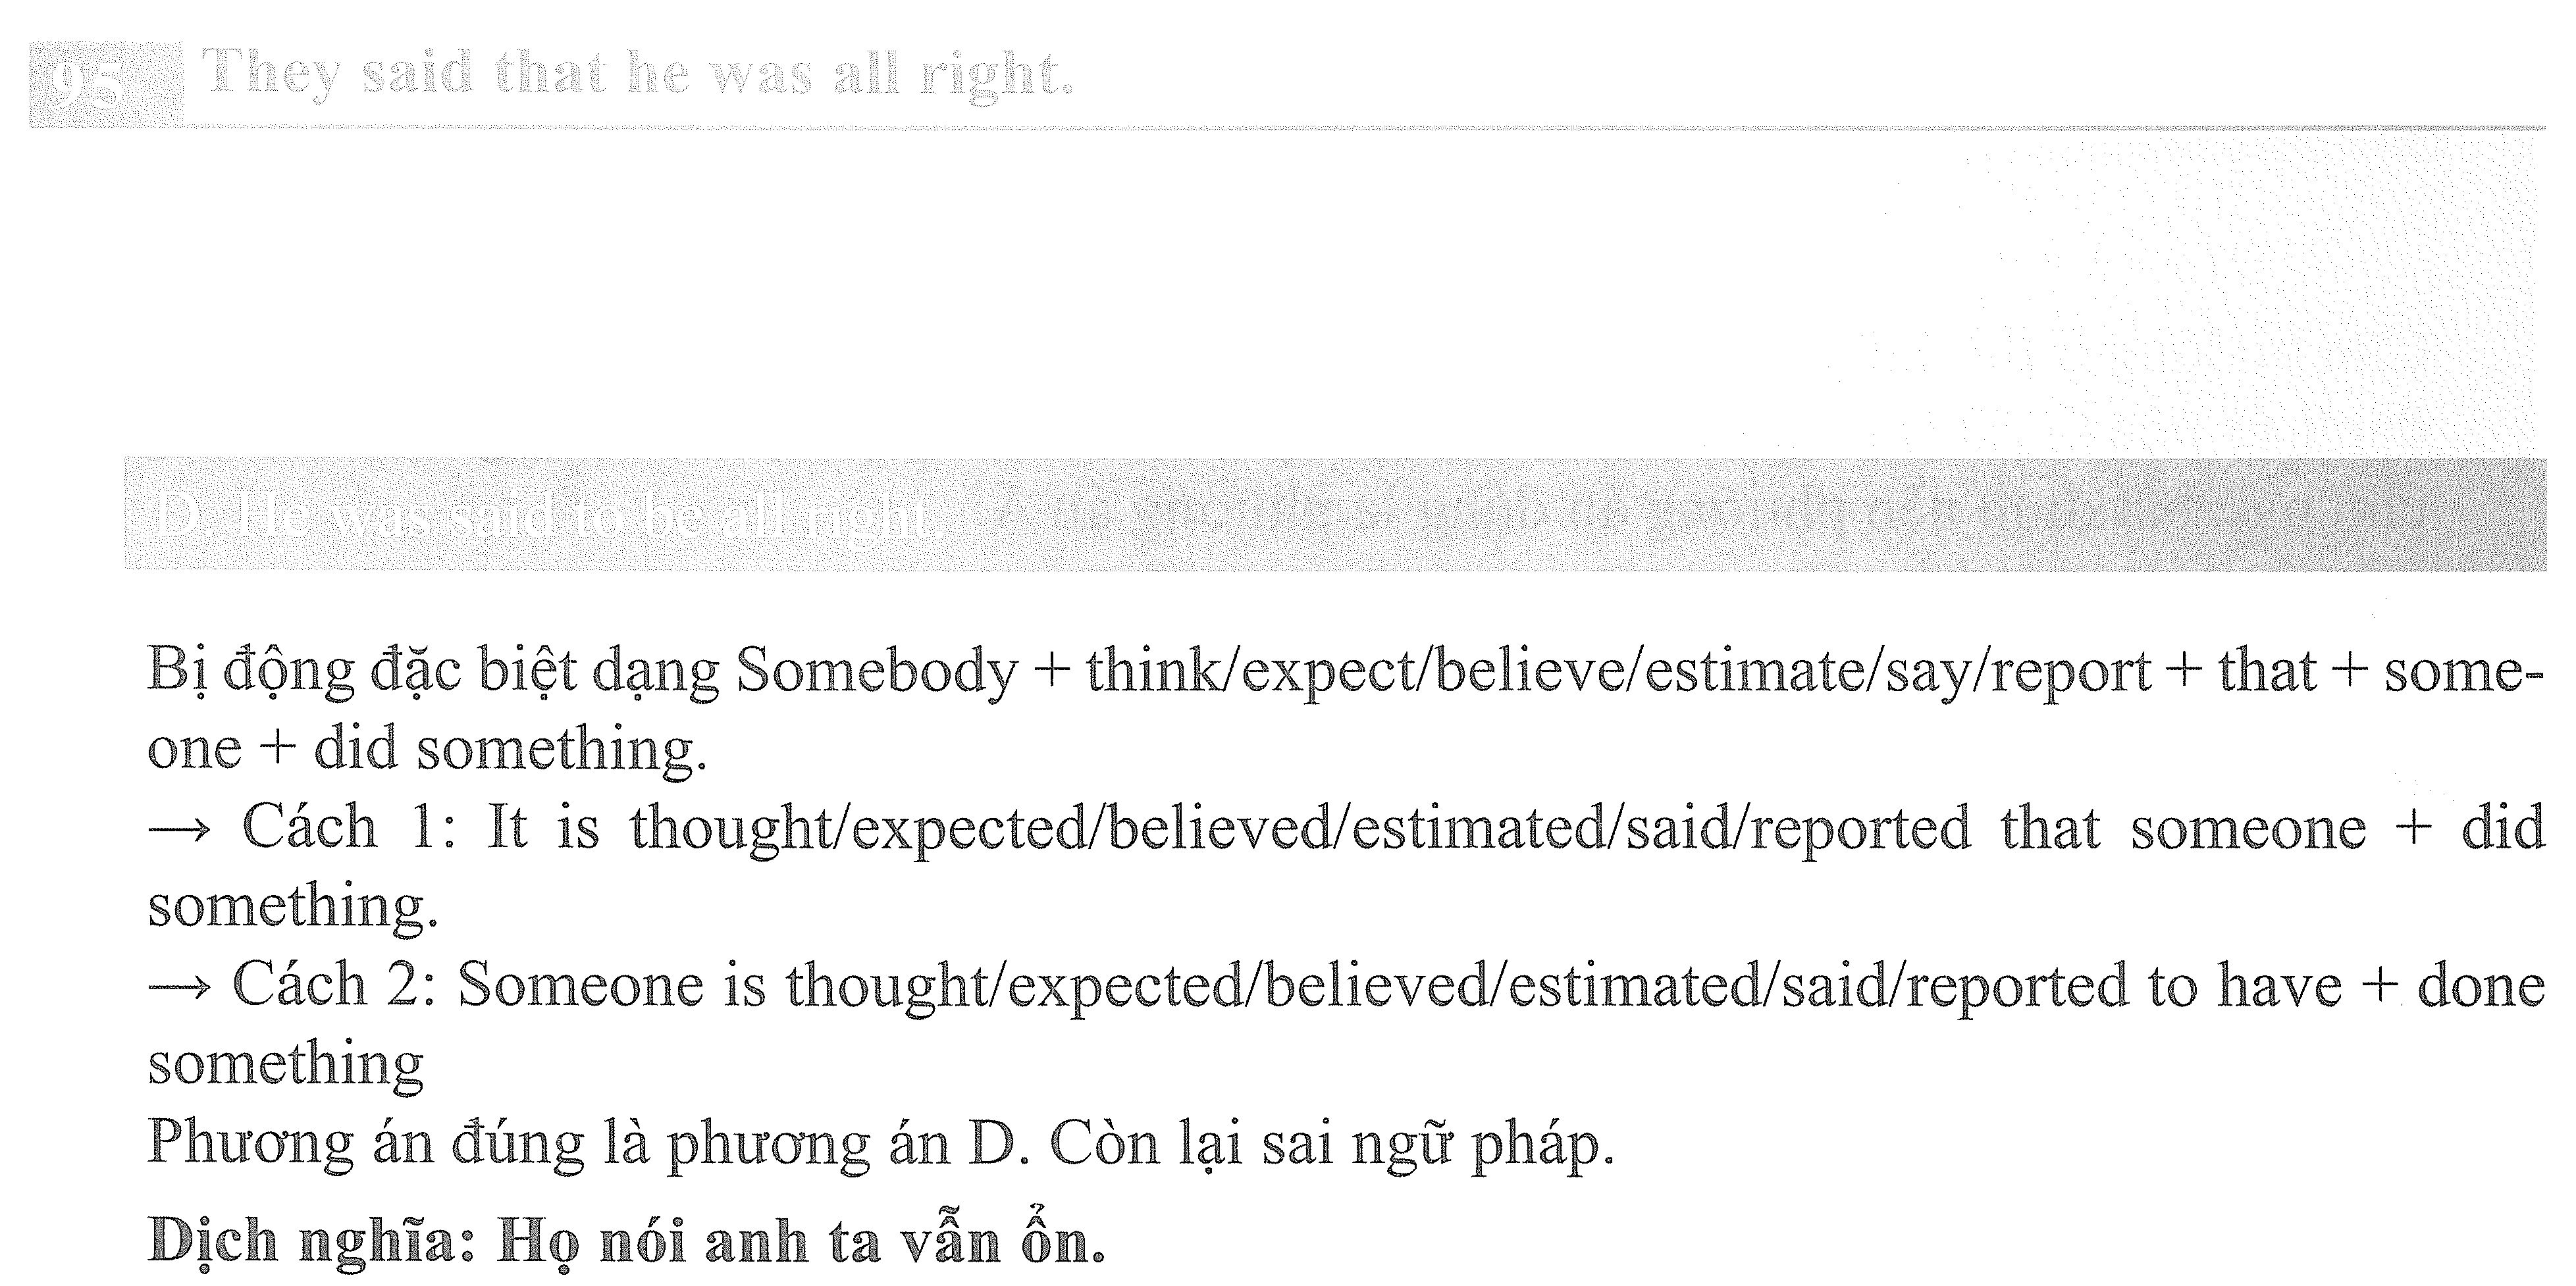 95 They said that he was all right.
D. He was said to be all right.
Bị động đặc biệt dạng Somebody + think/expect/believe/estimate/say/report + that + some-
one + did something.
→ Cách 1: It is thought/expected/believed/estimated/said/reported that someone + did
something.
→ Cách 2: Someone is thought/expected/believed/estimated/said/reported to have + done
something
Phương án đúng là phương án D. Còn lại sai ngữ pháp.
Dịch nghĩa: Họ nói anh ta vẫn ổn.